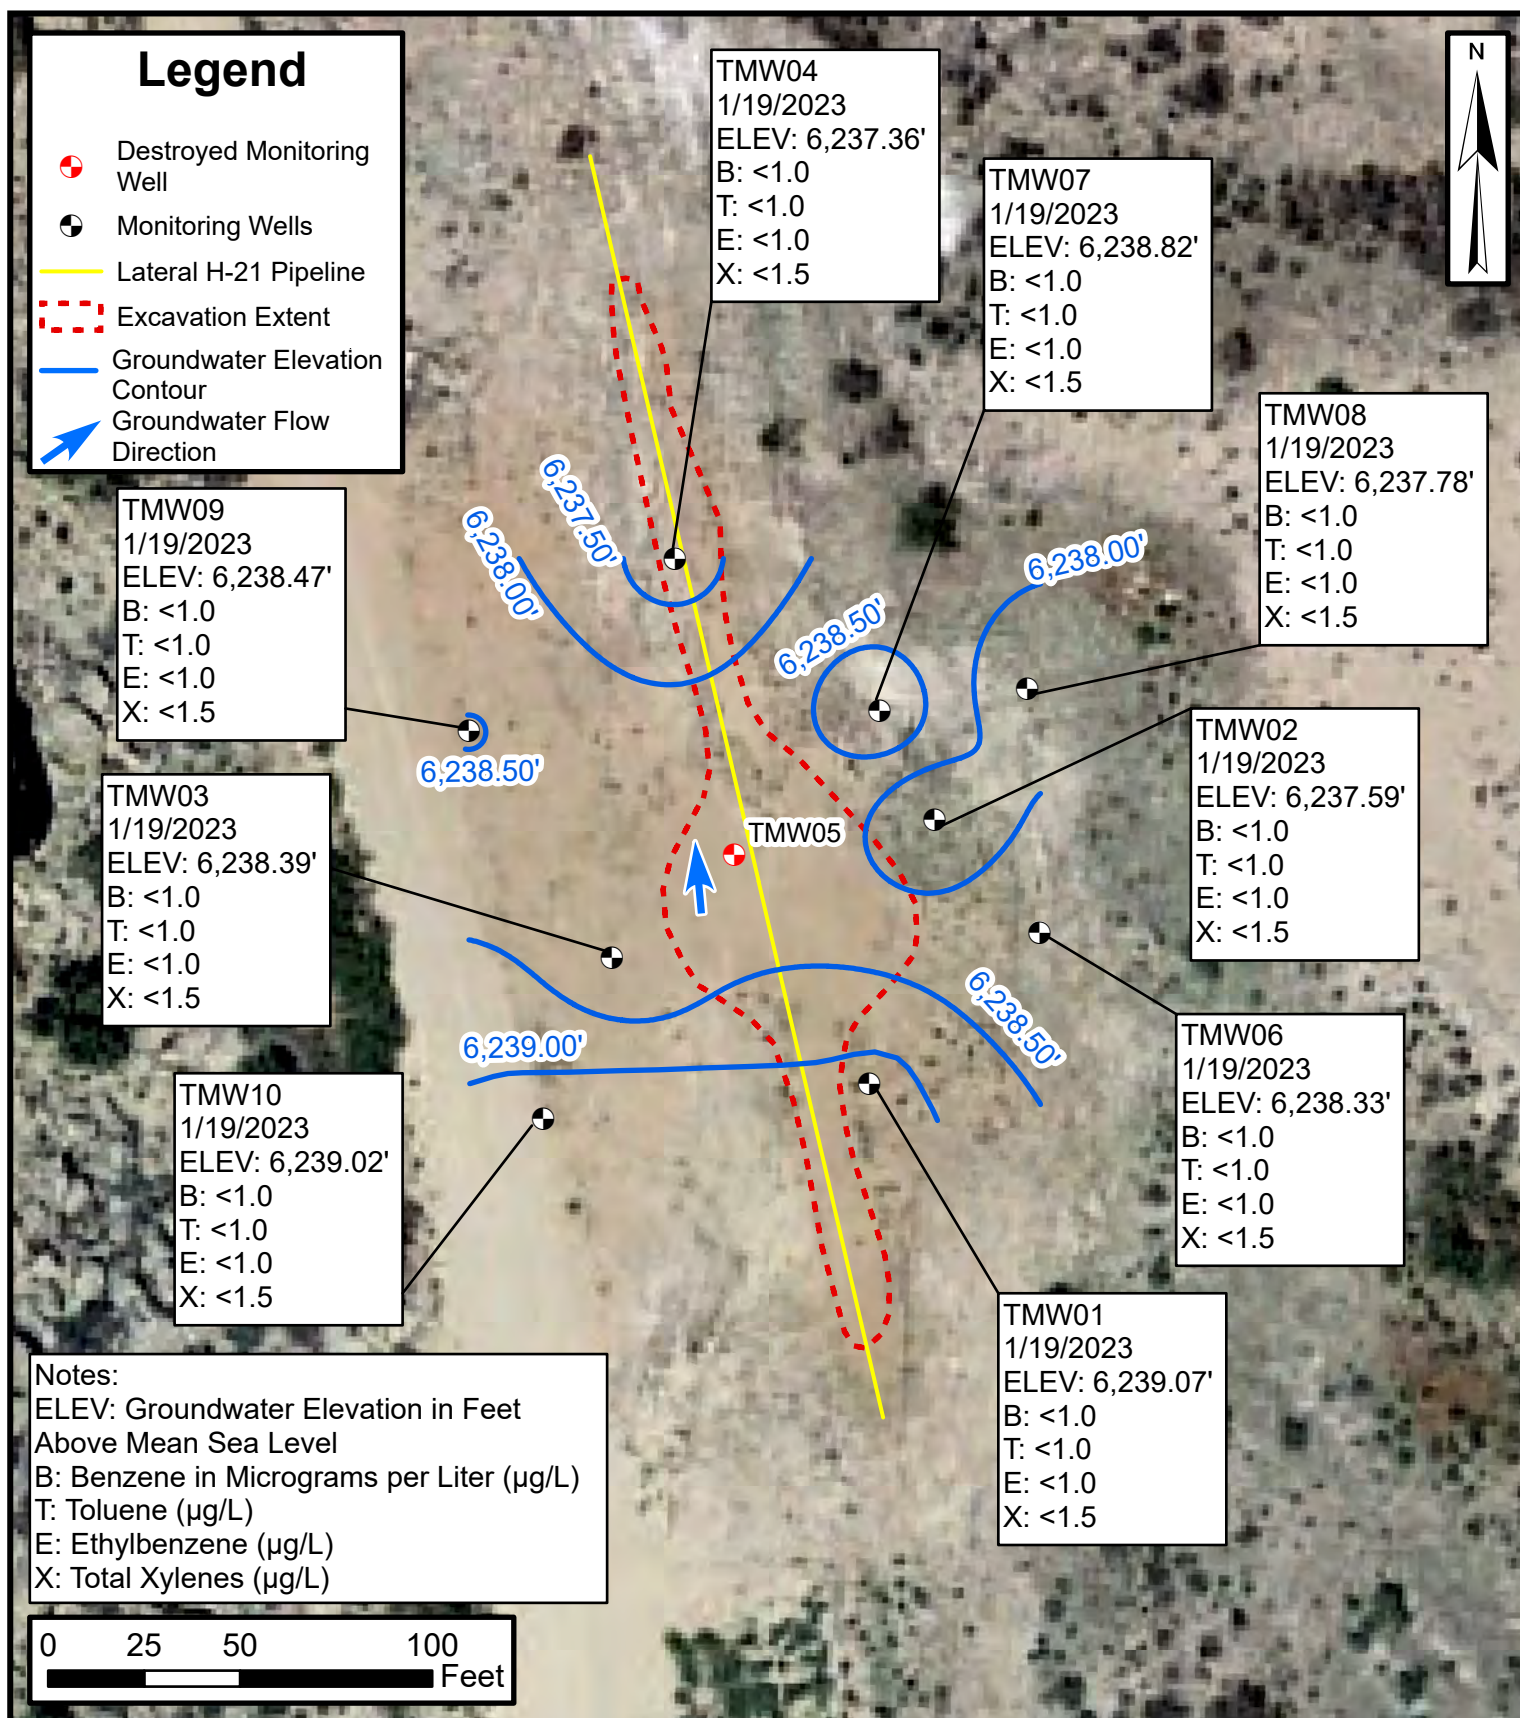 Legend
Destroyed Monitoring
Well
Monitoring Wells
Lateral H-21 Pipeline
Excavation Extent
Groundwater Elevation
Contour
Groundwater Flow
Direction
N
TMW04
1/19/2023
ELEV: 6,237.36'
B: <1.0
T: <1.0
E: <1.0
X: <1.5
TMW07
1/19/2023
ELEV: 6,238.82'
B: <1.0
T: <1.0
E: <1.0
X: <1.5
TMW08
1/19/2023
ELEV: 6,237.78'
B: <1.0
T: <1.0
E: <1.0
X: <1.5
TMW09
1/19/2023
ELEV: 6,238.47'
B: <1.0
T: <1.0
E: <1.0
X: <1.5
6,237.50'
6,238.00'
6,238.00'
6,238.50'
6,238.50'
TMW02
1/19/2023
ELEV: 6,237.59'
B: <1.0
T: <1.0
E: <1.0
X: <1.5
TMW03
1/19/2023
ELEV: 6,238.39'
B: <1.0
T: <1.0
E: <1.0
X: <1.5
TMW05
6,238.50'
6,239.00'
TMW06
1/19/2023
ELEV: 6,238.33'
B: <1.0
T: <1.0
E: <1.0
X: <1.5
TMW10
1/19/2023
ELEV: 6,239.02'
B: <1.0
T: <1.0
E: <1.0
X: <1.5
TMW01
1/19/2023
ELEV: 6,239.07'
B: <1.0
T: <1.0
E: <1.0
X: <1.5
Notes:
ELEV: Groundwater Elevation in Feet
Above Mean Sea Level
B: Benzene in Micrograms per Liter (µg/L)
T: Toluene (µg/L)
E: Ethylbenzene (µg/L)
X: Total Xylenes (µg/L)
0 25 50 100
Feet